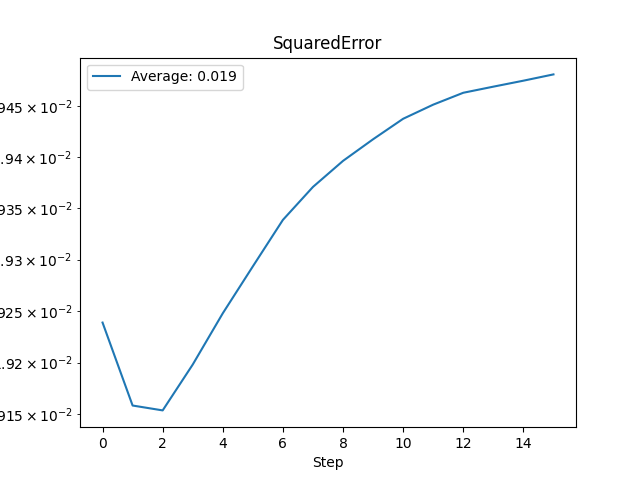 SquaredError
Average: 0.019
945 × 10⁻²
.94 × 10⁻²
935 × 10⁻²
.93 × 10⁻²
925 × 10⁻²
.92 × 10⁻²
915 × 10⁻²
0 2 4 6 8 10 12 14
Step